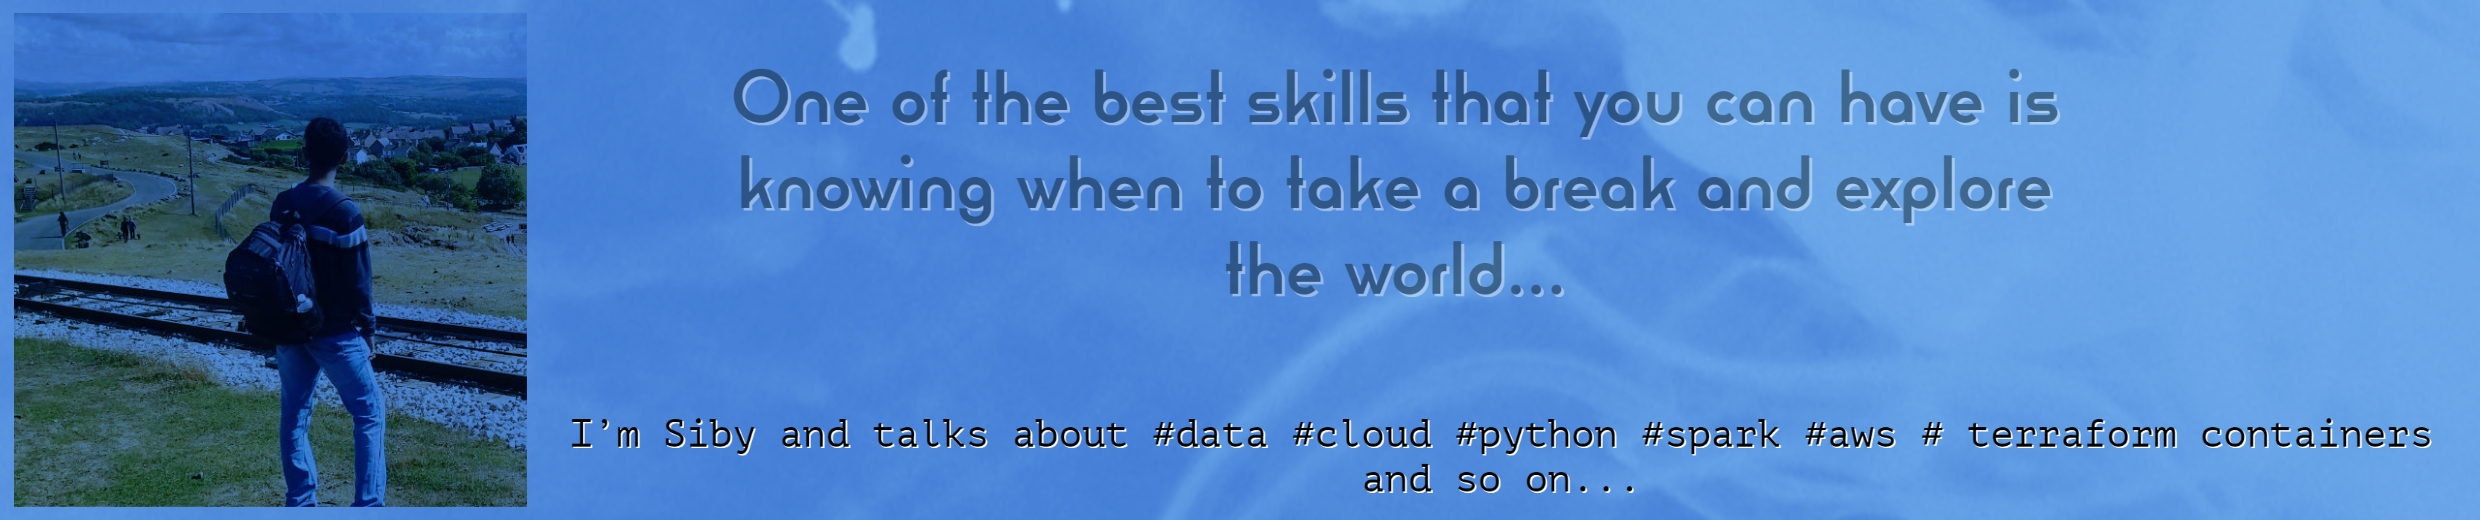 One of the best skills that you can have is
knowing when to take a break and explore
the world...
I'm Siby and talks about #data #cloud #python #spark #aws # terraform containers
and so on...